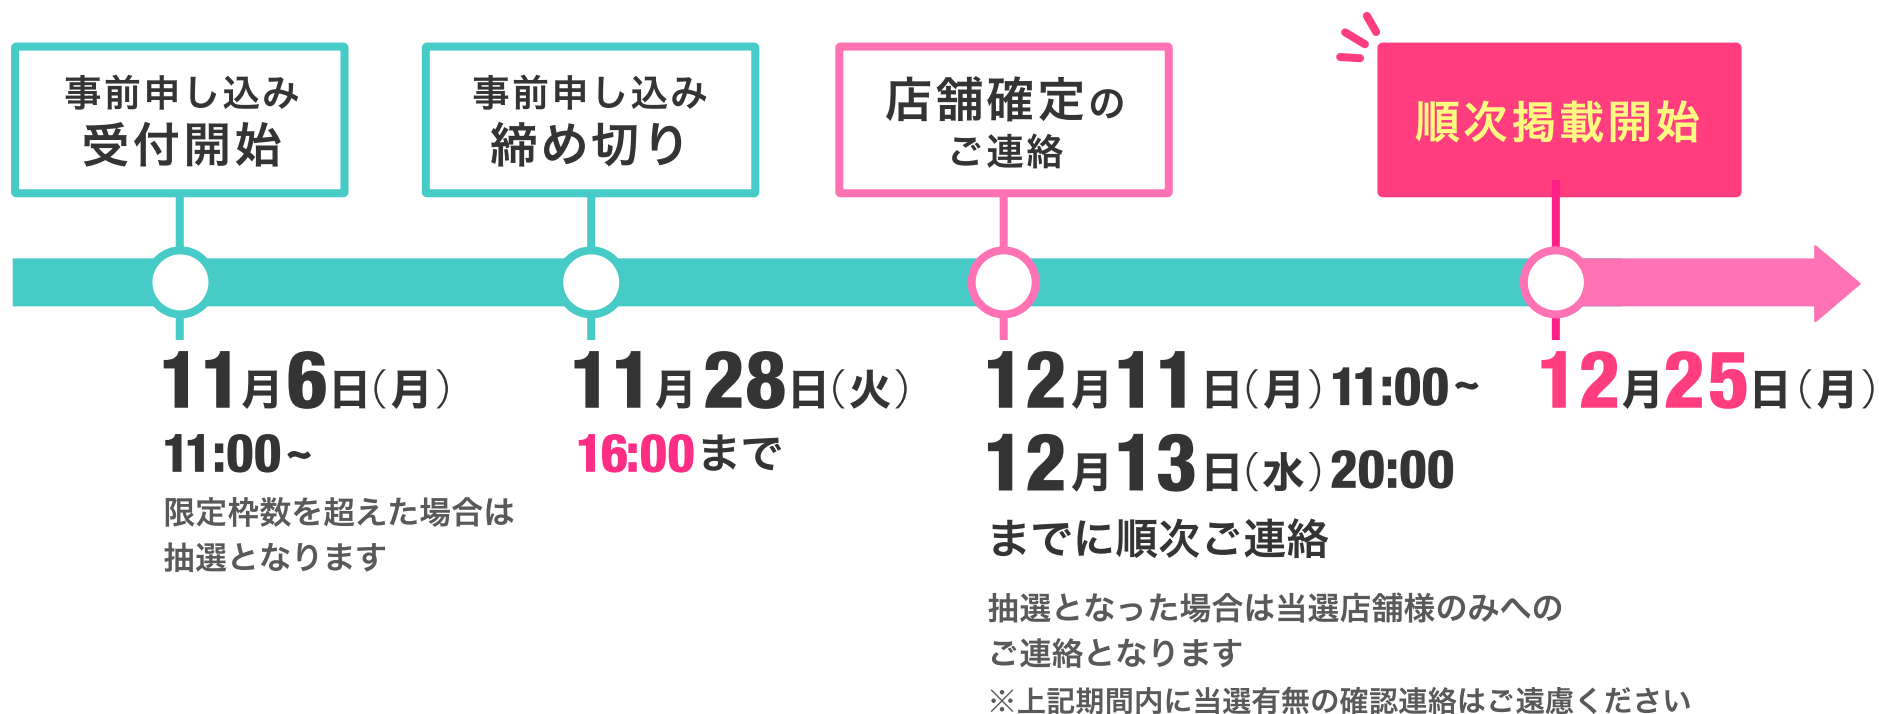 事前申し込み
受付開始
事前申し込み
締め切り
店舗確定の
ご連絡
順次掲載開始
11月6日（月）
11:00~
限定枠数を超えた場合は
抽選となります
11月28日（火）
16:00まで
12月11日（月）11:00~
12月13日（水）20:00
までに順次ご連絡
抽選となった場合は当選店舗様のみへの
ご連絡となります
※上記期間内に当選有無の確認連絡はご遠慮ください
12月25日（月）